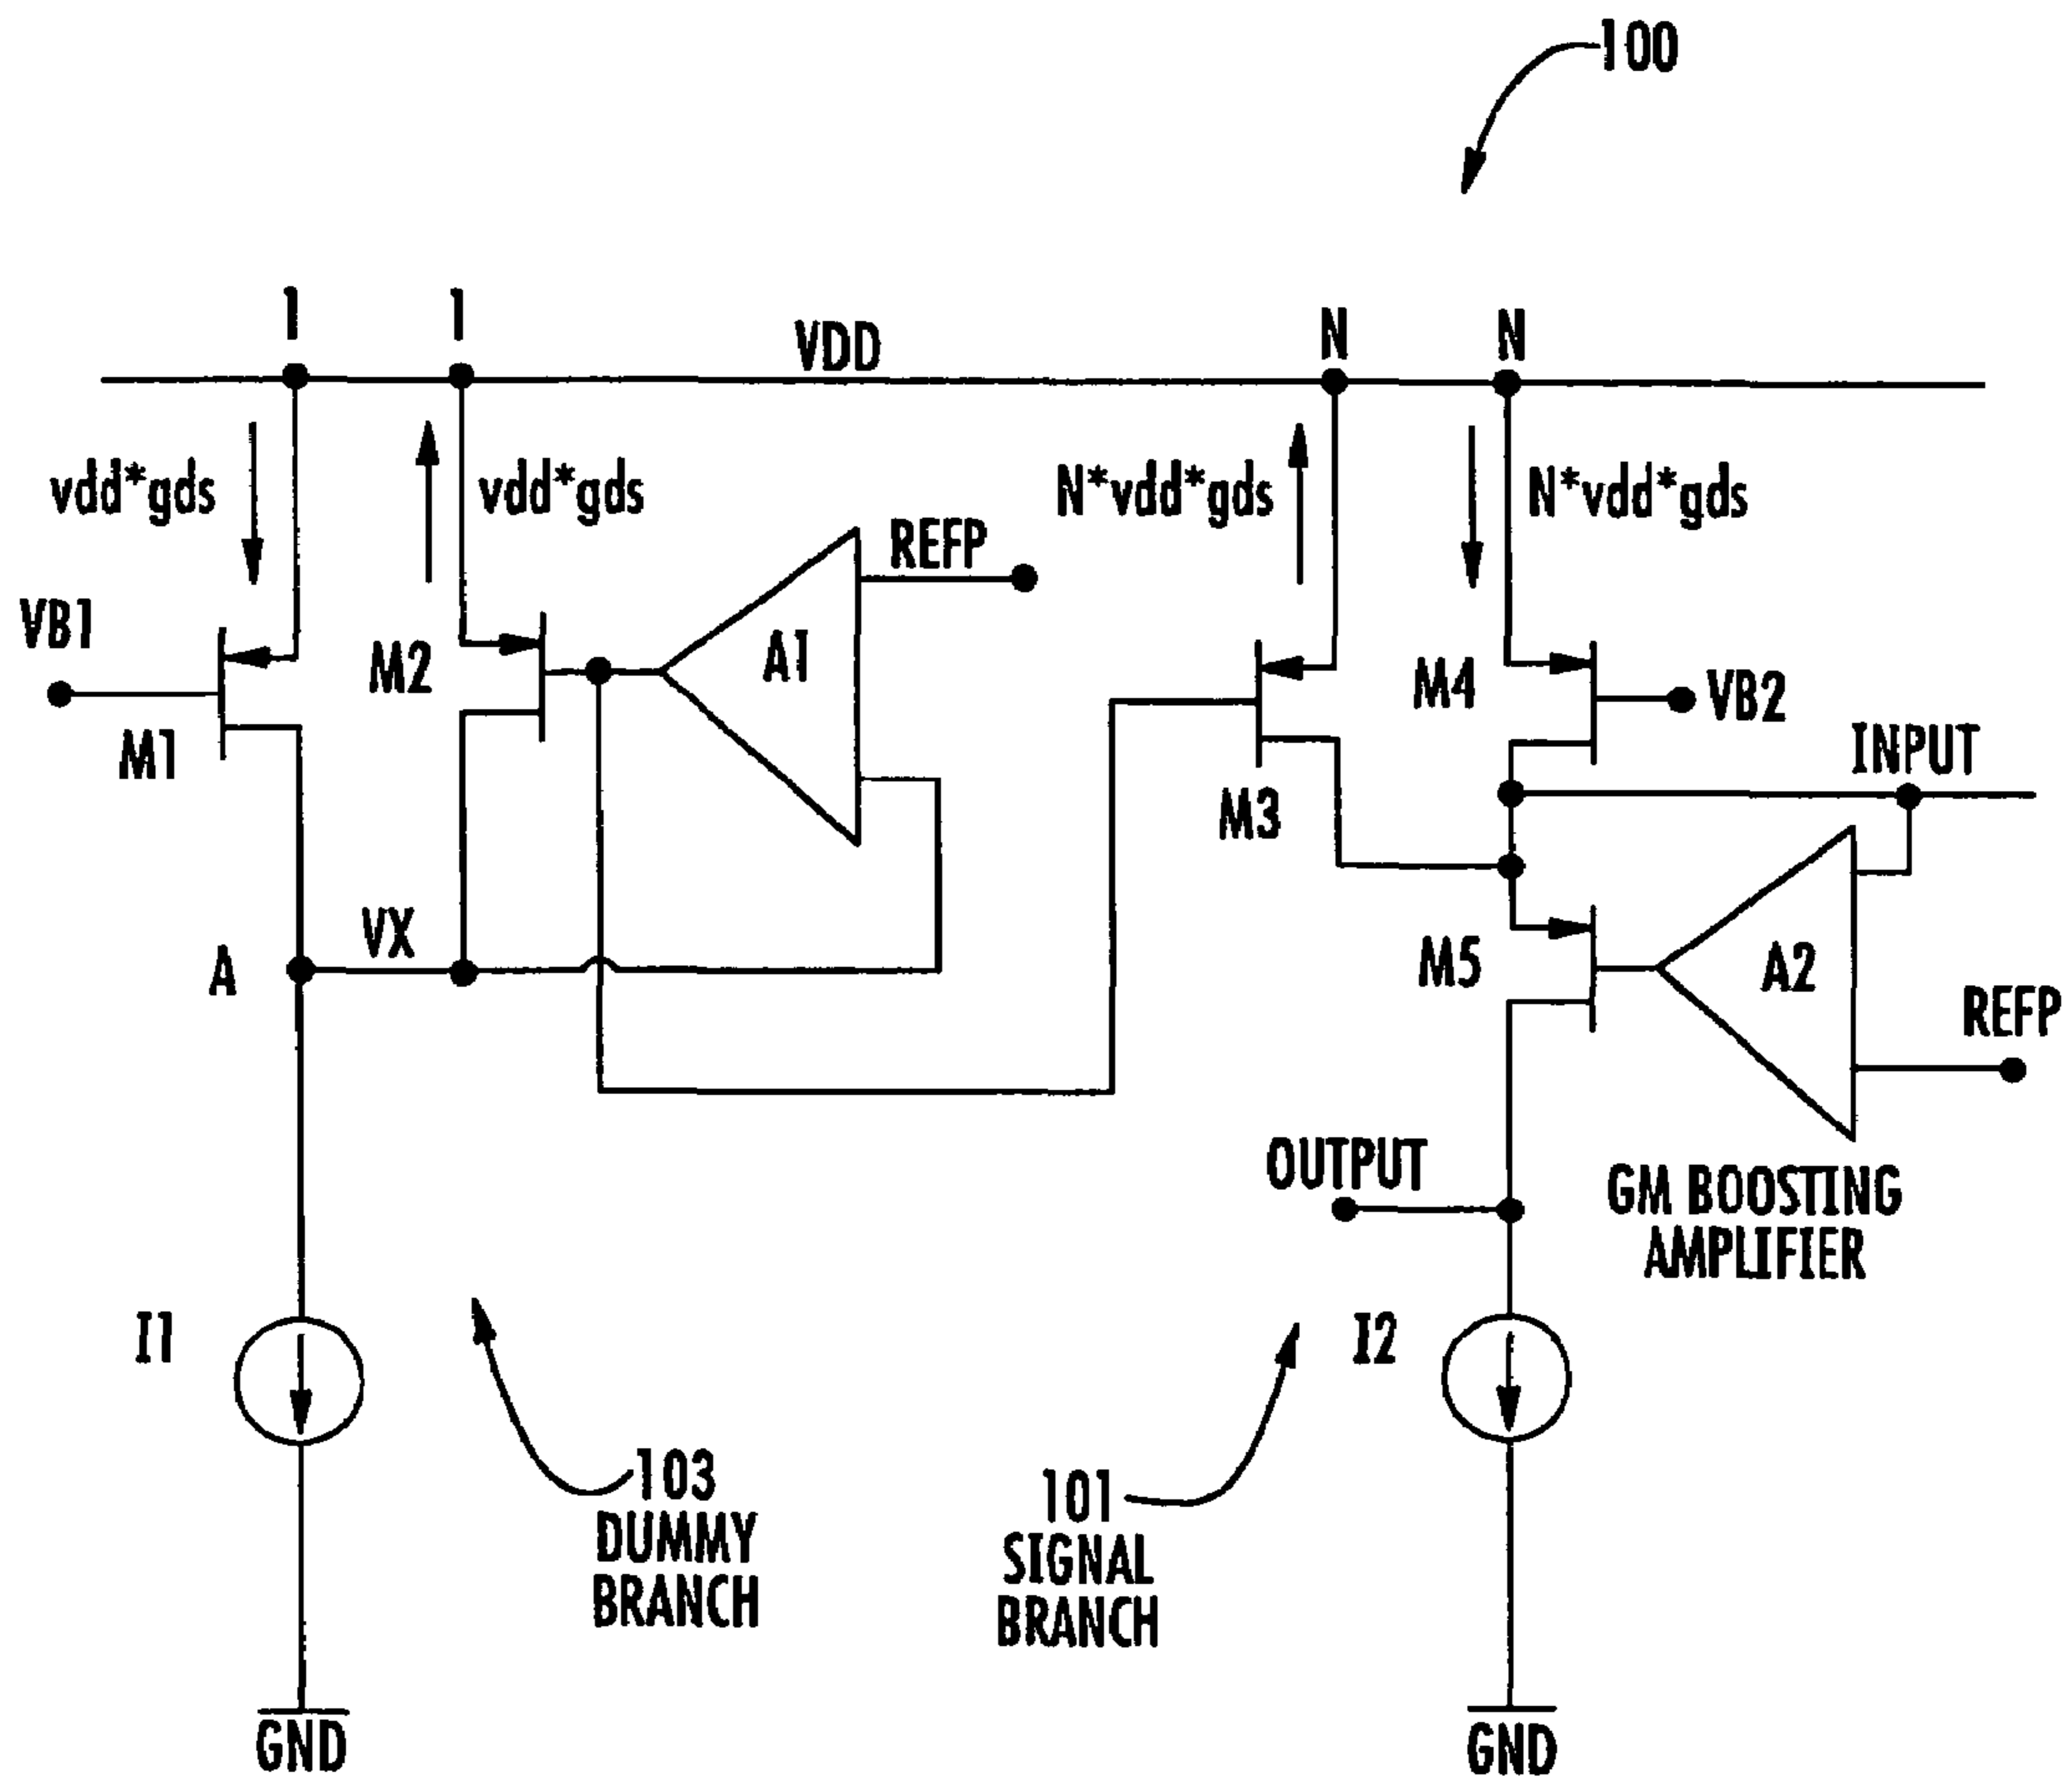 100
1
1
VDD
N
N
vdd*gds
vdd*gds
N*vdd*gds
N*vdd*gds
REFP
VB1
M2
A1
M4
VB2
M1
INPUT
M3
VX
A
M5
A2
REFP
OUTPUT
GM BOOSTING
AMPLIFIER
I1
I2
103
DUMMY
BRANCH
101
SIGNAL
BRANCH
GND
GND